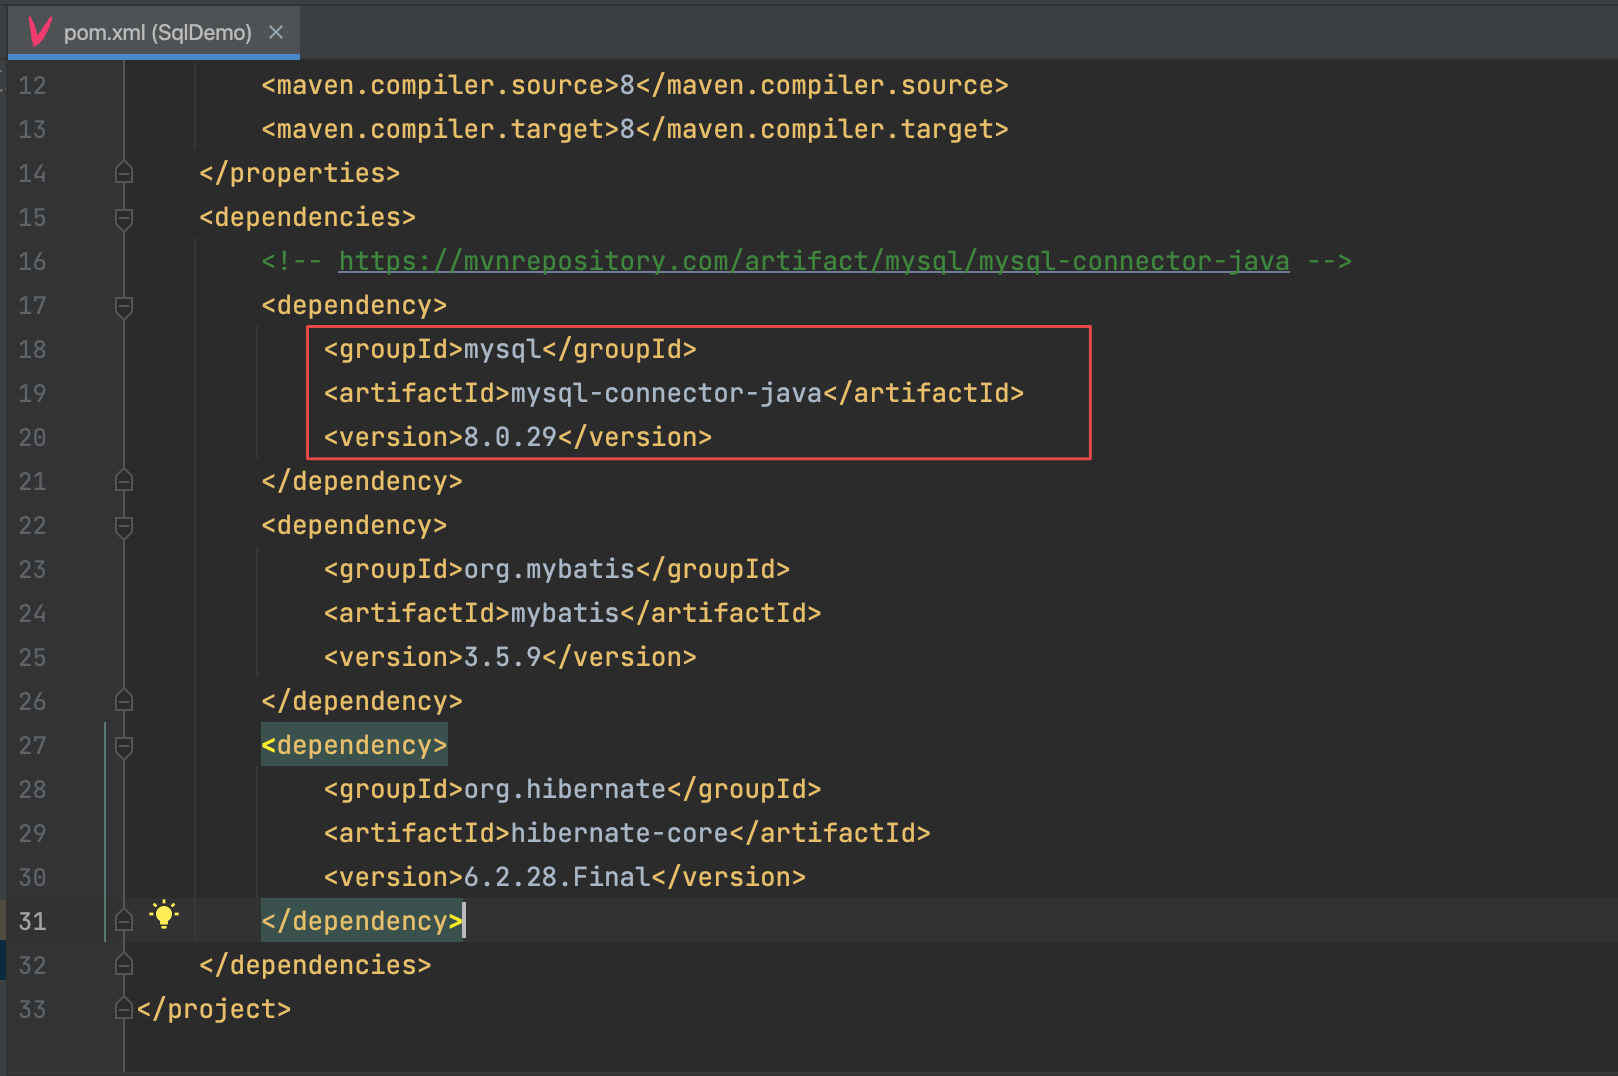 pom.xml (SqlDemo)
12 <maven.compiler.source>8</maven.compiler.source>
13 <maven.compiler.target>8</maven.compiler.target>
14 </properties>
15 <dependencies>
16 <!-- https://mvnrepository.com/artifact/mysql/mysql-connector-java -->
17 <dependency>
18 <groupId>mysql</groupId>
19 <artifactId>mysql-connector-java</artifactId>
20 <version>8.0.29</version>
21 </dependency>
22 <dependency>
23 <groupId>org.mybatis</groupId>
24 <artifactId>mybatis</artifactId>
25 <version>3.5.9</version>
26 </dependency>
27 <dependency>
28 <groupId>org.hibernate</groupId>
29 <artifactId>hibernate-core</artifactId>
30 <version>6.2.28.Final</version>
31 </dependency>
32 </dependencies>
33 </project>